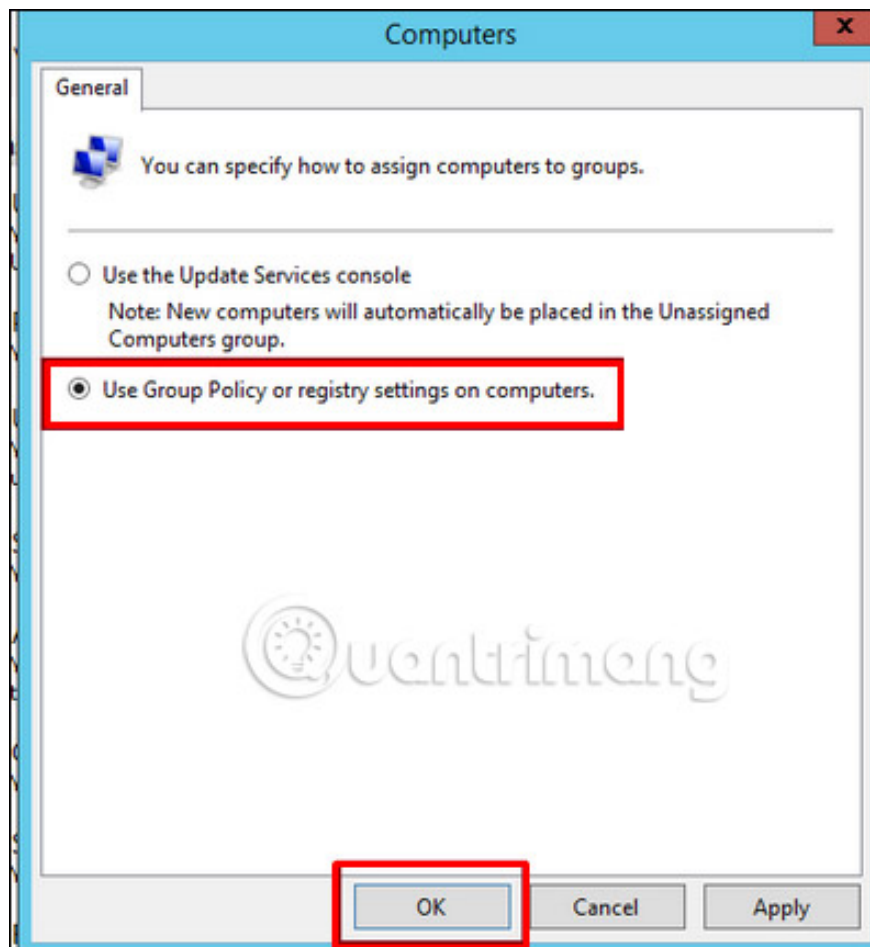 Computers
General
You can specify how to assign computers to groups.
Use the Update Services console
Note: New computers will automatically be placed in the Unassigned
Computers group.
Use Group Policy or registry settings on computers.
Quantrimang
OK
Cancel
Apply